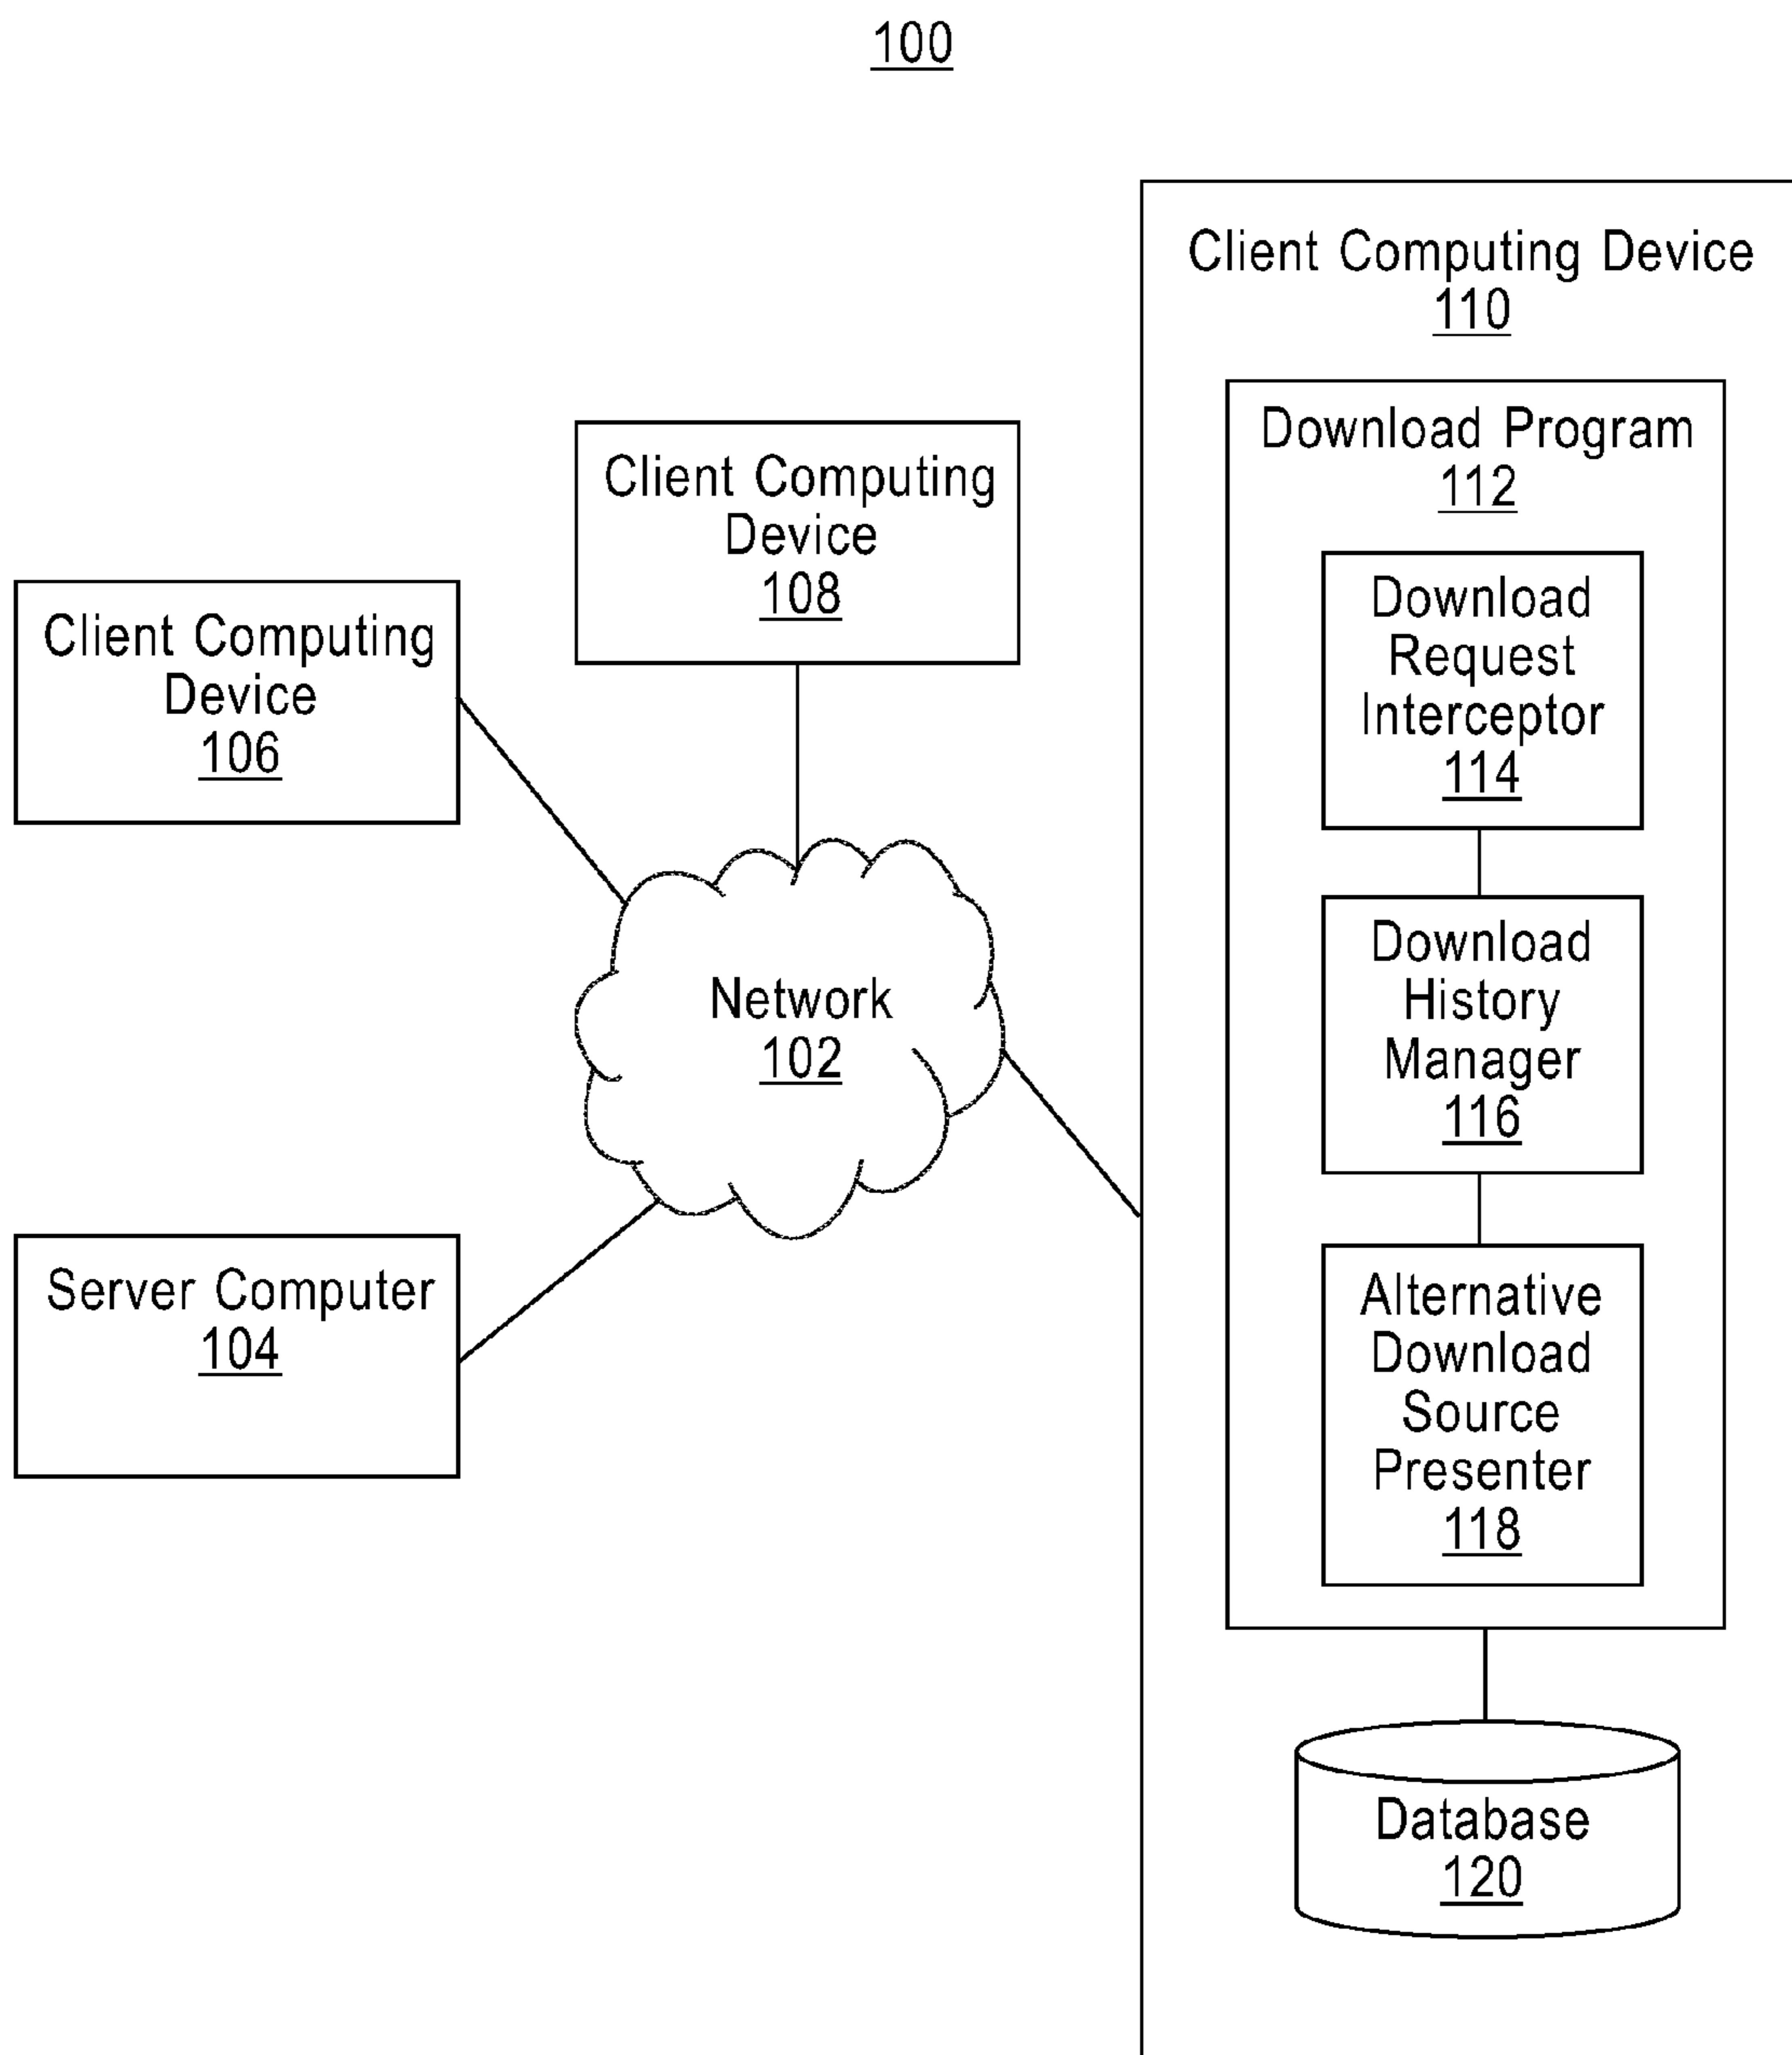 100
Client Computing Device
110
Download Program
112
Download
Request
Interceptor
114
Download
History
Manager
116
Alternative
Download
Source
Presenter
118
Database
120
Client Computing
Device
108
Client Computing
Device
106
Network
102
Server Computer
104